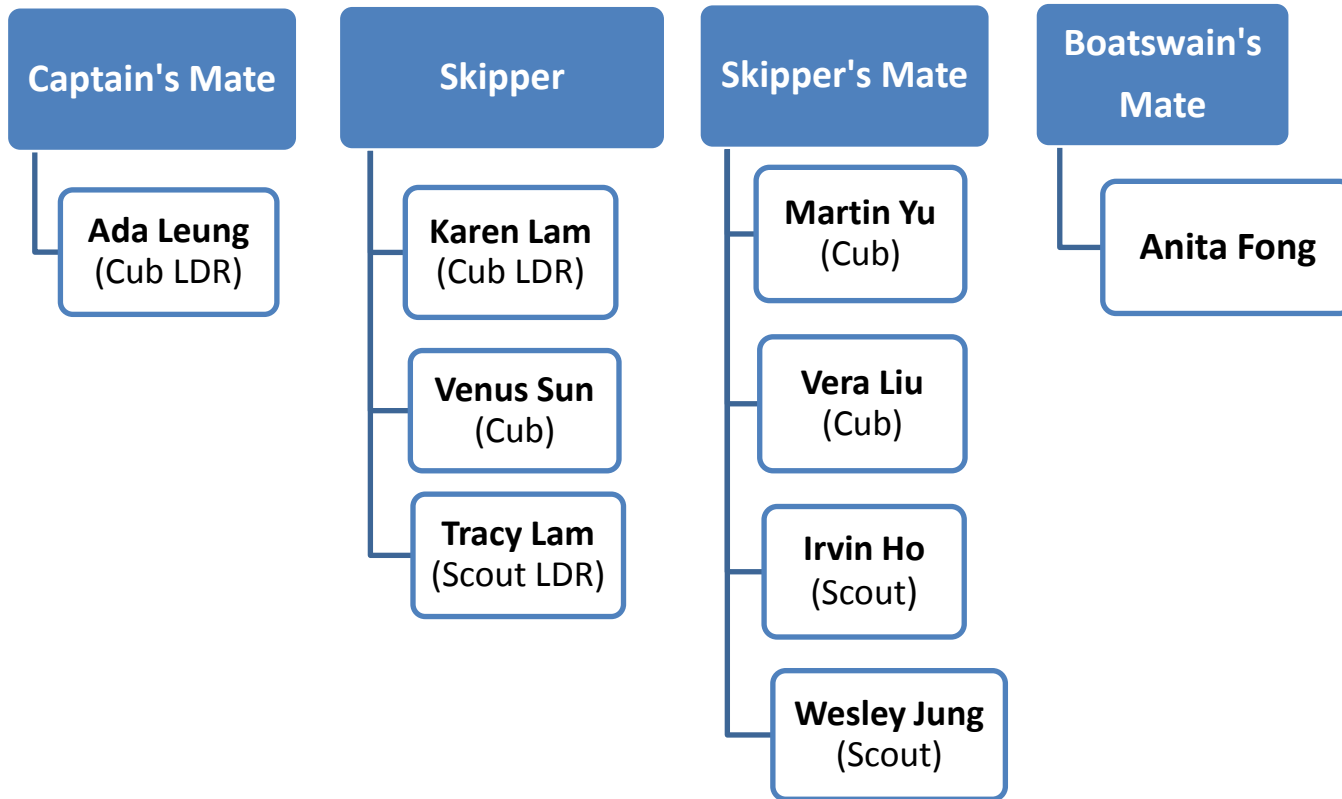 Captain's Mate
Ada Leung
(Cub LDR)
Skipper
Karen Lam
(Cub LDR)
Venus Sun
(Cub)
Tracy Lam
(Scout LDR)
Skipper's Mate
Martin Yu
(Cub)
Vera Liu
(Cub)
Irvin Ho
(Scout)
Wesley Jung
(Scout)
Boatswain's
Mate
Anita Fong